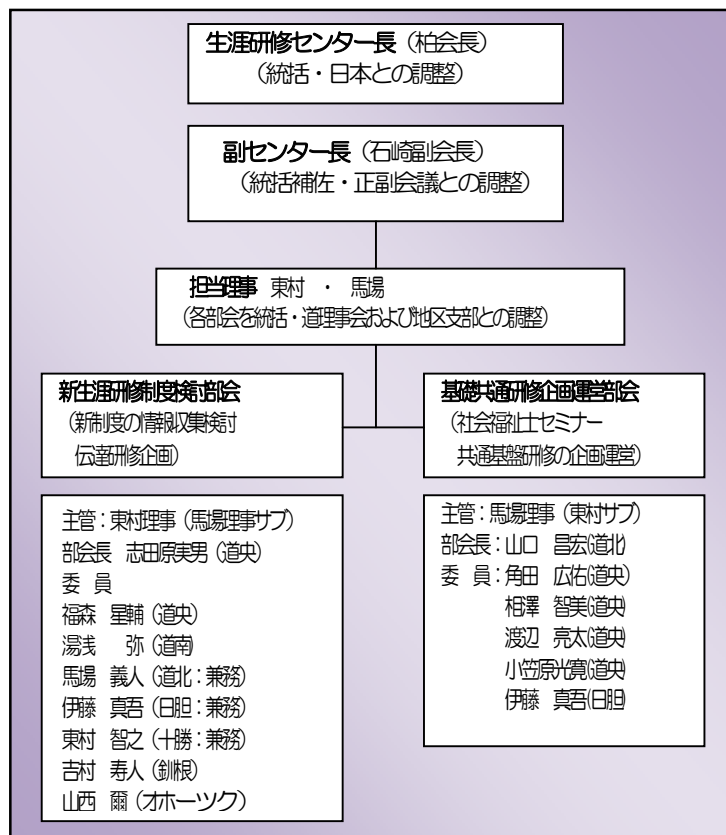 生涯研修センター長（柏会長）
（統括・日本との調整）
副センター長（石崎副会長）
（統括補佐・正副会議との調整）
担当理事　東村　・　馬場
（各部会を統括・道理事会および地区支部との調整）
新生涯研修制度検討部会
（新制度の情報収集検討
伝達研修企画）
主管：東村理事（馬場理事サブ）
部会長　志田原実男（道央）
委　員
福森　星輔（道央）
湯浅　弥（道南）
馬場　義人（道北：兼務）
伊藤　真吾（日胆：兼務）
東村　智之（十勝：兼務）
吉村　寿人（釧根）
山西　爾（オホーツク）
基礎共通研修企画運営部会
（社会福祉士セミナー
共通基盤研修の企画運営）
主管：馬場理事（東村サブ）
部会長：山口　昌宏(道北)
委　員：角田　広佑(道央)
相澤　智美(道央)
渡辺　亮太(道央)
小笠原光寛(道央)
伊藤　真吾(日胆)